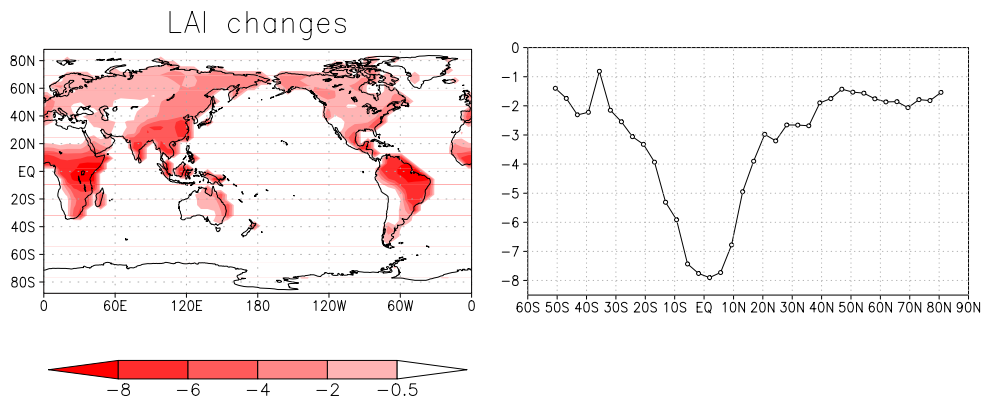 LAI changes
80N
60N
40N
20N
EQ
20S
40S
60S
80S
0 60E 120E 180 120W 60W 0
−8 −6 −4 −2 −0.5
0
−1
−2
−3
−4
−5
−6
−7
−8
60S 50S 40S 30S 20S 10S EQ 10N 20N 30N 40N 50N 60N 70N 80N 90N